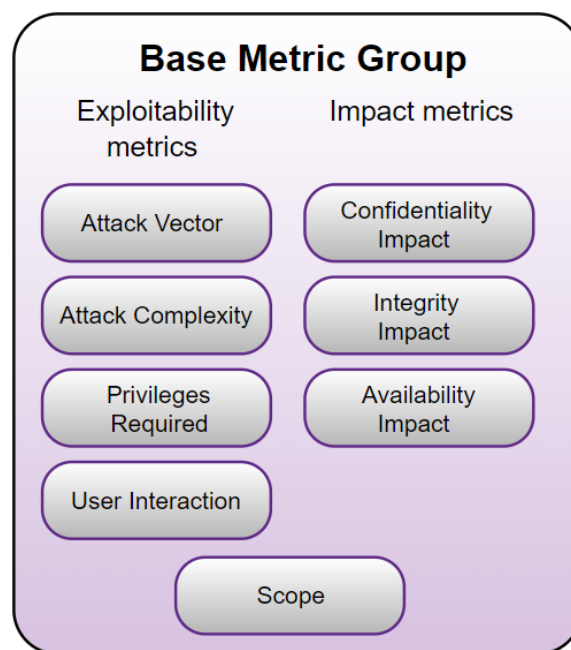 Base Metric Group
Exploitability
metrics
Impact metrics
Attack Vector
Attack Complexity
Privileges
Required
User Interaction
Confidentiality
Impact
Integrity
Impact
Availability
Impact
Scope